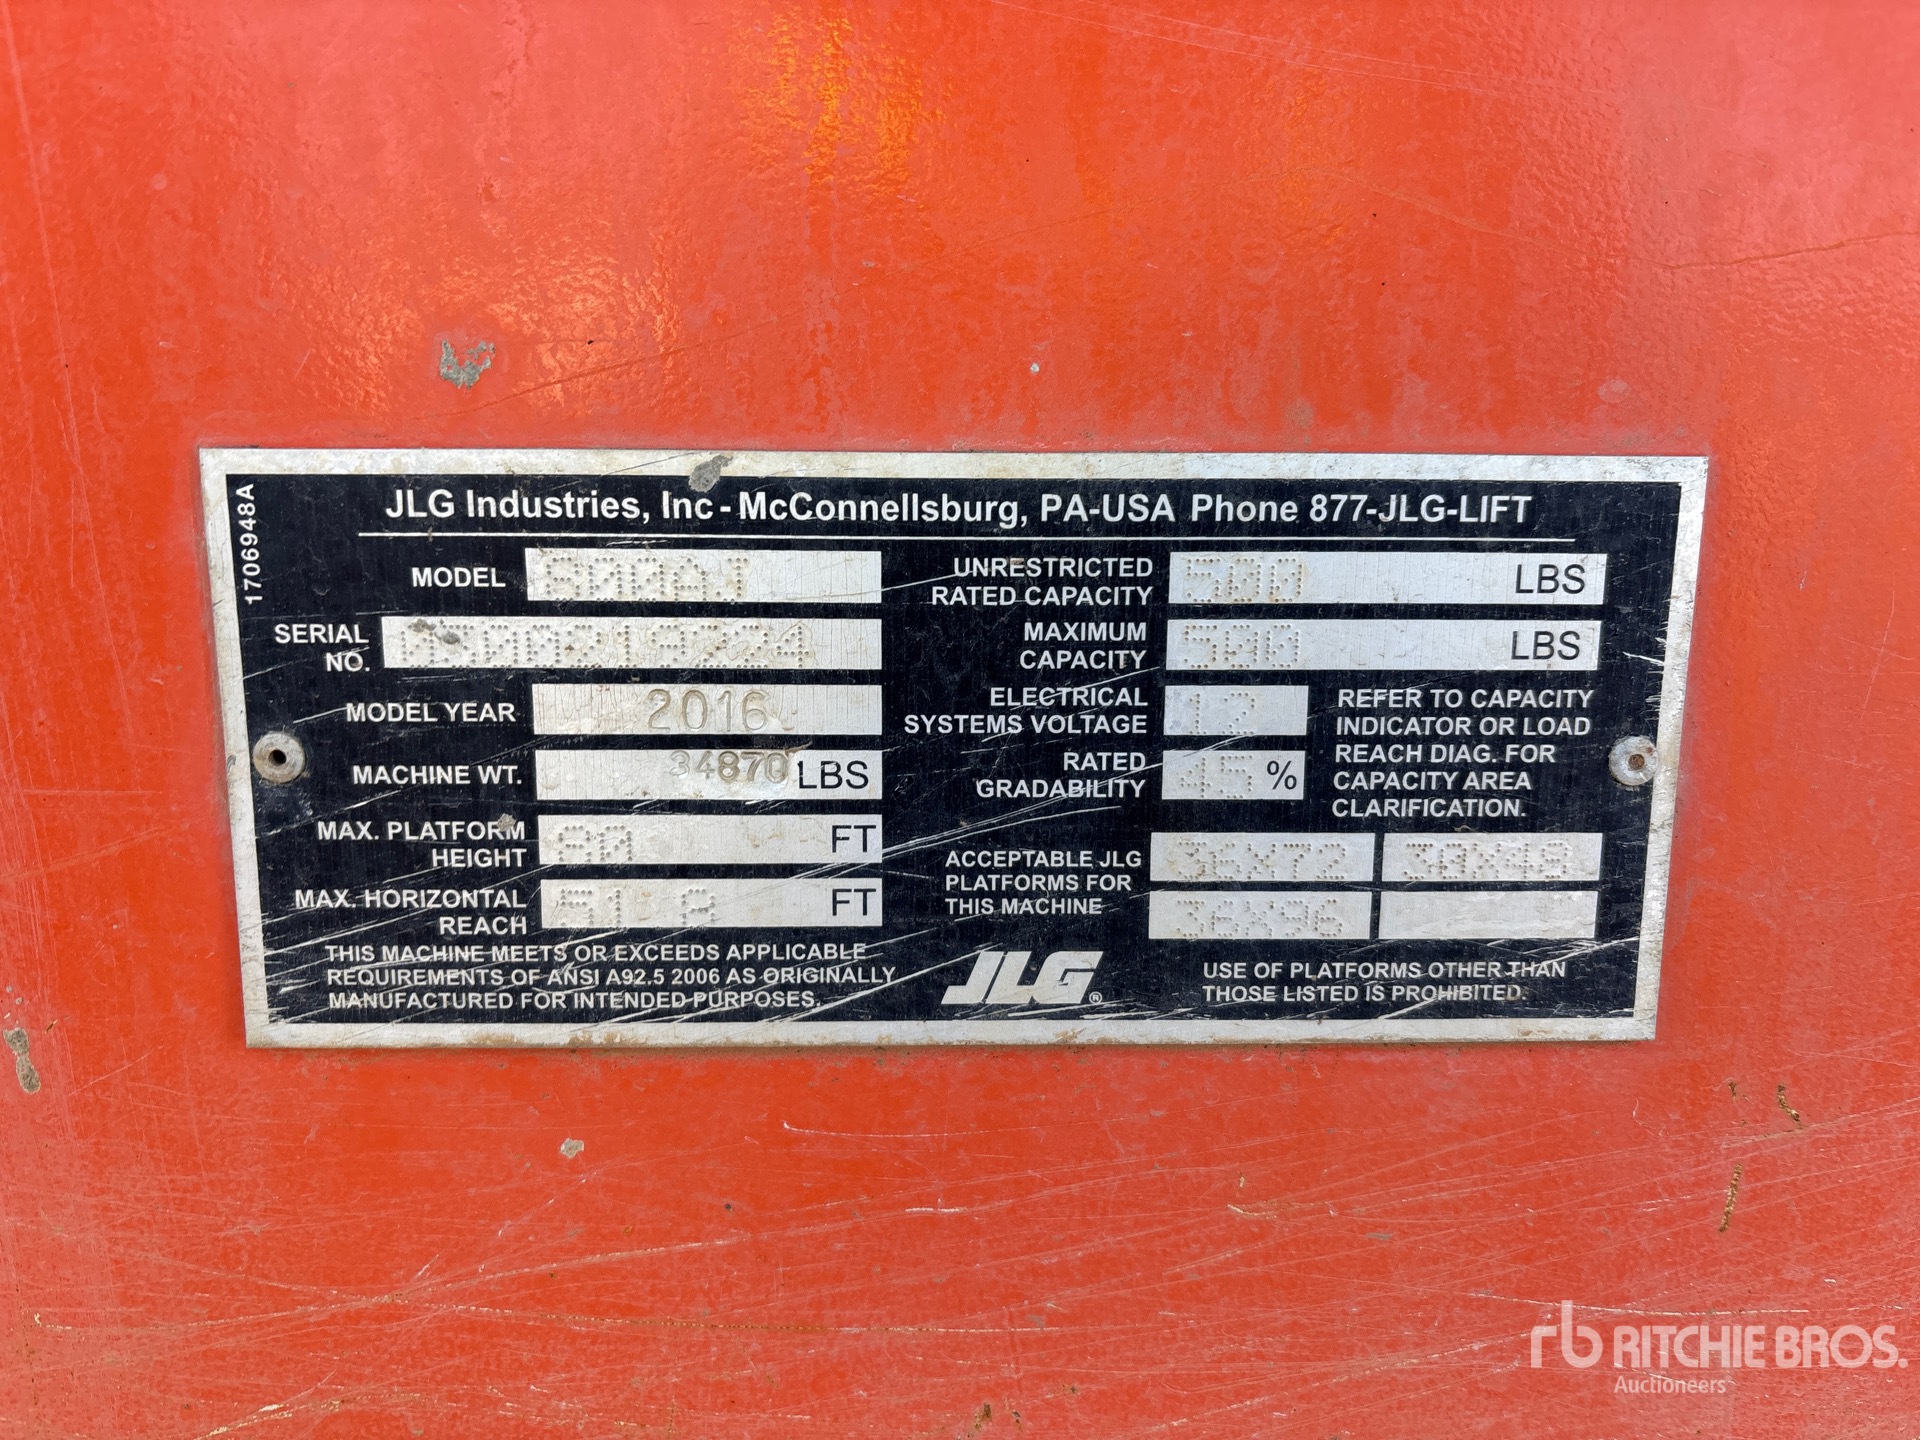 JLG Industries, Inc - McConnellsburg, PA-USA Phone 877-JLG-LIFT
1706948A
MODEL 800AJ
SERIAL NO. 0300219224
MODEL YEAR 2016
MACHINE WT. 34870 LBS
MAX. PLATFORM HEIGHT 80 FT
MAX. HORIZONTAL REACH FT
THIS MACHINE MEETS OR EXCEEDS APPLICABLE
REQUIREMENTS OF ANSI A92.5 2006 AS ORIGINALLY
MANUFACTURED FOR INTENDED PURPOSES.
UNRESTRICTED RATED CAPACITY 500 LBS
MAXIMUM CAPACITY 500 LBS
ELECTRICAL SYSTEMS VOLTAGE 12
RATED GRADABILITY 45 %
REFER TO CAPACITY
INDICATOR OR LOAD
REACH DIAG. FOR
CAPACITY AREA
CLARIFICATION.
ACCEPTABLE JLG
PLATFORMS FOR
THIS MACHINE
36X72 30X48
36X96
JLG®
USE OF PLATFORMS OTHER THAN
THOSE LISTED IS PROHIBITED.
rb RITCHIE BROS.
Auctioneers